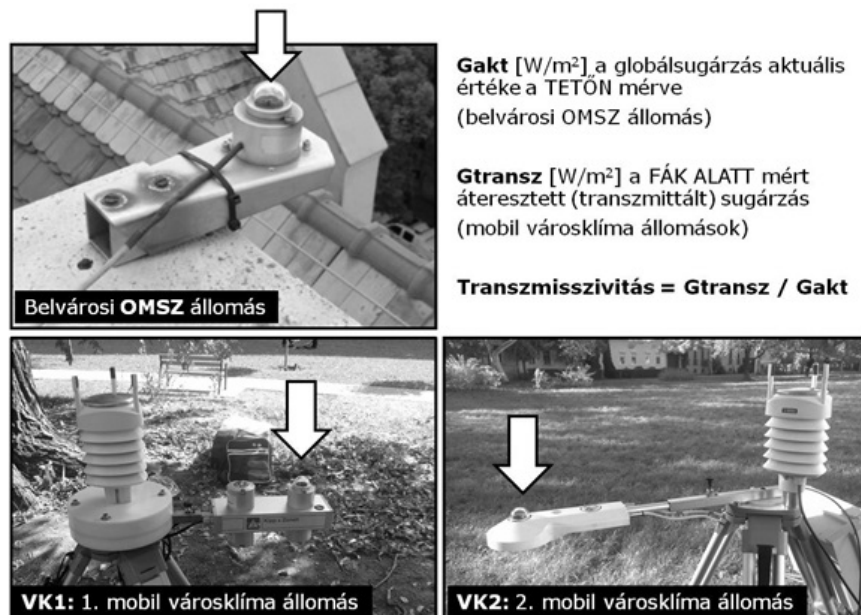 Gakt [W/m²] a globálsugárzás aktuális
értéke a TETŐN mérve
(belvárosi OMSZ állomás)
Gtransz [W/m²] a FÁK ALATT mért
áteresztett (transzmittált) sugárzás
(mobil városklíma állomások)
Transzmisszivitás = Gtransz / Gakt
Belvárosi OMSZ állomás
VK1: 1. mobil városklíma állomás
VK2: 2. mobil városklíma állomás